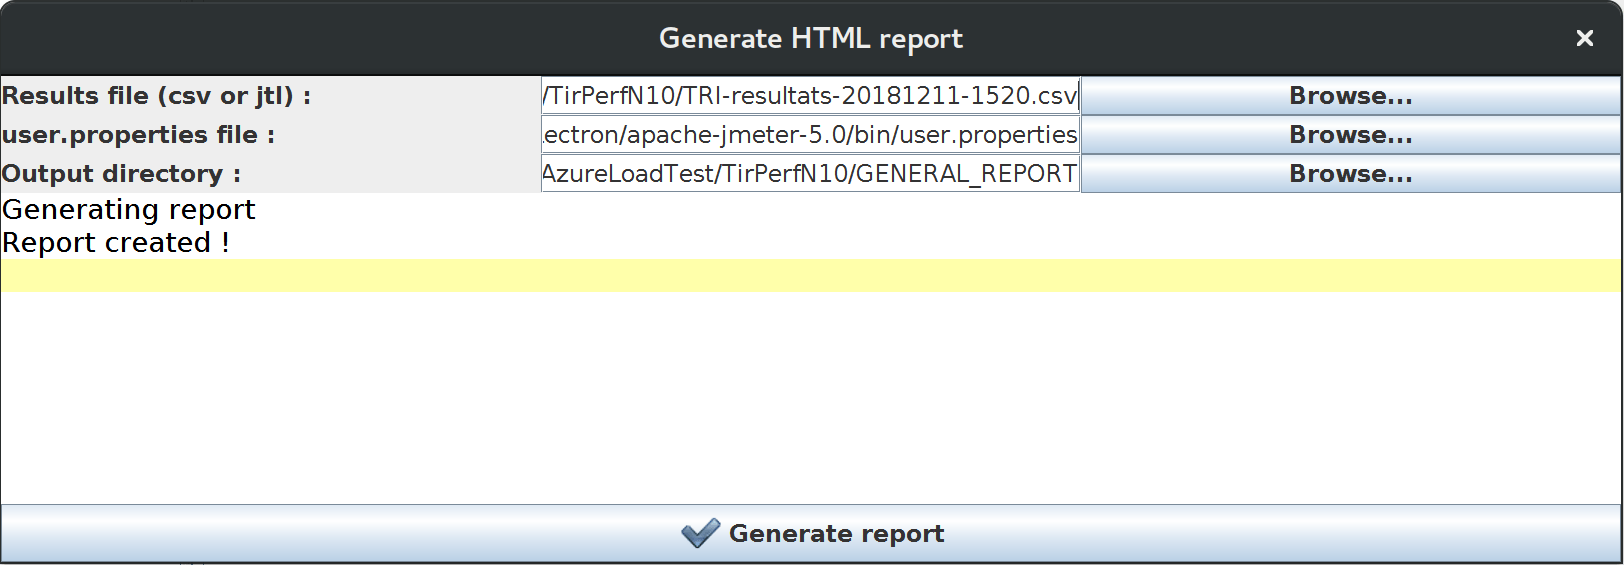 Generate HTML report
Results file (csv or jtl) : /TirPerfN10/TRI-resultats-20181211-1520.csv Browse...
user.properties file : ectron/apache-jmeter-5.0/bin/user.properties Browse...
Output directory : AzureLoadTest/TirPerfN10/GENERAL_REPORT Browse...
Generating report
Report created !
Generate report